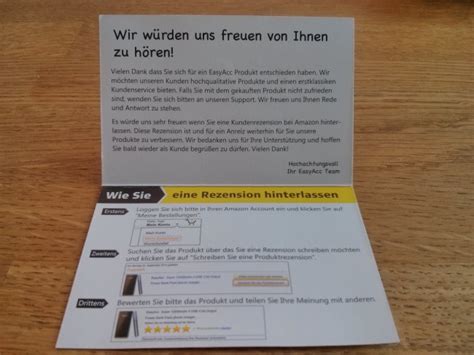 Wir würden uns freuen von Ihnen
zu hören!
Vielen Dank dass Sie sich für ein EasyAcc Produkt entschieden haben. Wir
möchten unseren Kunden hochqualitative Produkte und einen erstklassiken
Kundenservice bieten. Falls Sie mit dem gekauften Produkt nicht zufrieden
sind, wenden Sie sich bitten an unseren Support. Wir freuen uns Ihnen Rede
und Antwort zu stehen.
Es würde uns sehr freuen wenn Sie eine Kundenrezension bei Amazon hinter-
lassen. Diese Rezension ist und für ein Anreiz weiterhin für Sie unsere
Produkte zu verbessern. Wir bedanken uns für Ihre Unterstützung und hoffen
Sie bald wieder als Kunde begrüßen zu dürfen. Vielen Dank!
Hochachtungsvoll
Ihr EasyAcc Team
Wie Sie eine Rezension hinterlassen
Erstens Loggen Sie sich bitte in Ihren Amazon Account ein und klicken Sie auf
"Meine Bestellungen"
Mein Konto
Zweitens Suchen Sie das Produkt über das Sie eine Rezension schreiben möchten
und klicken Sie auf "Schreiben Sie eine Produktrezension".
Drittens Bewerten Sie bitte das Produkt und teilen Sie Ihre Meinung mit anderen.